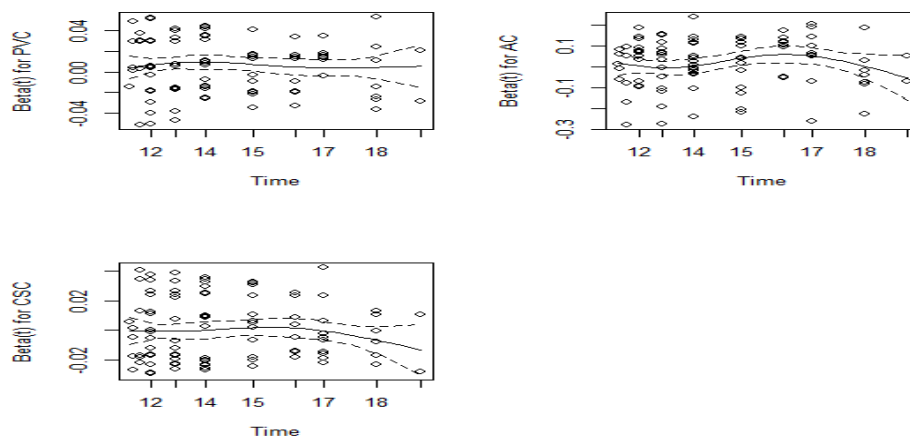 Beta(t) for PVC
0.04
0.00
-0.04
12 14 15 17 18
Time
Beta(t) for AC
0.1
-0.1
-0.3
12 14 15 17 18
Time
Beta(t) for CSC
0.02
-0.02
12 14 15 17 18
Time